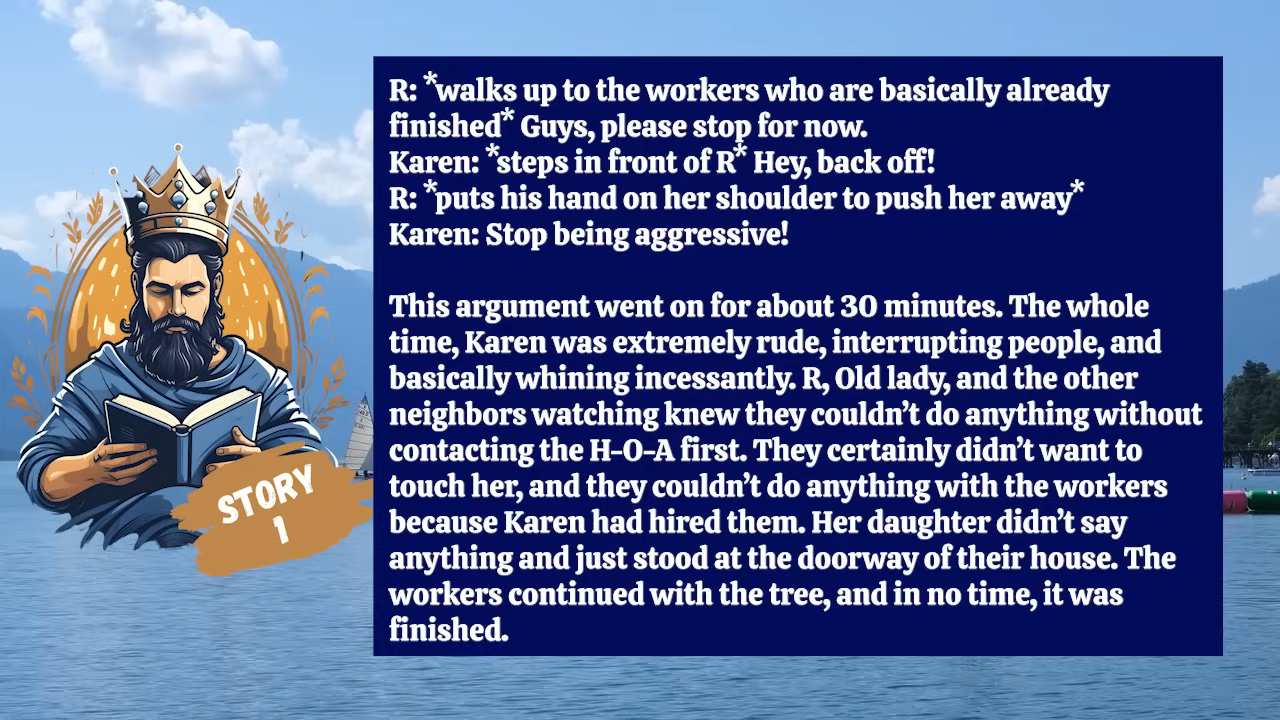 R: *walks up to the workers who are basically already
finished* Guys, please stop for now.
Karen: *steps in front of R* Hey, back off!
R: *puts his hand on her shoulder to push her away*
Karen: Stop being aggressive!
This argument went on for about 30 minutes. The whole
time, Karen was extremely rude, interrupting people, and
basically whining incessantly. R, Old lady, and the other
neighbors watching knew they couldn't do anything without
contacting the H-O-A first. They certainly didn't want to
touch her, and they couldn't do anything with the workers
because Karen had hired them. Her daughter didn't say
anything and just stood at the doorway of their house. The
workers continued with the tree, and in no time, it was
finished.
STORY
1